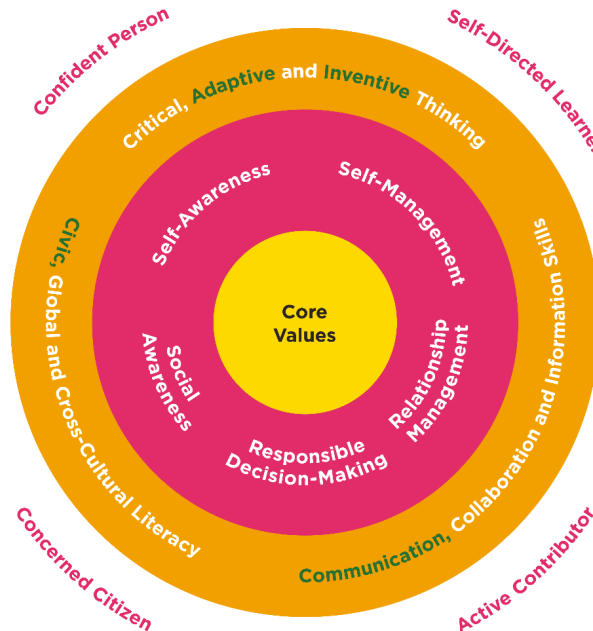 Confident Person
Self-Directed Learner
Critical, Adaptive and Inventive Thinking
Self-Awareness
Self-Management
Civic, Global and Cross-Cultural Literacy
Core
Values
Communication, Collaboration and Information Skills
Social
Awareness
Relationship
Management
Responsible
Decision-Making
Concerned Citizen
Active Contributor